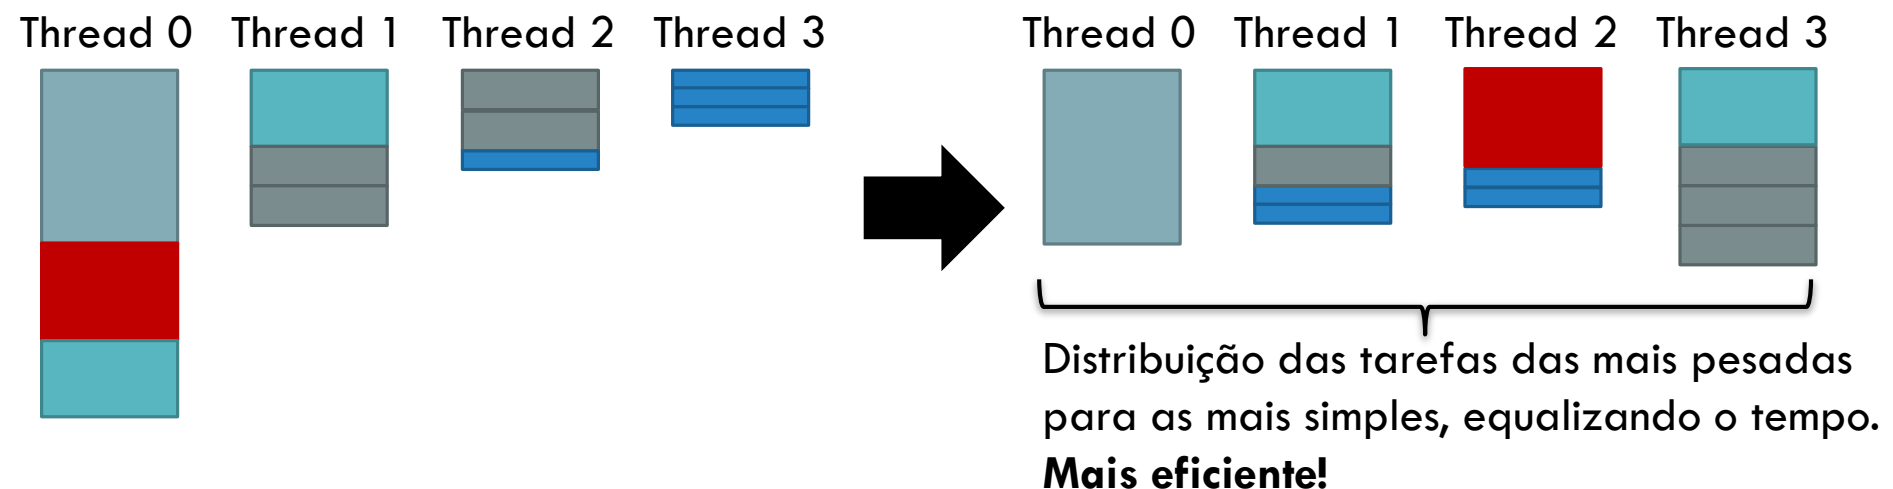 Thread 0 Thread 1 Thread 2 Thread 3
Thread 0 Thread 1 Thread 2 Thread 3
Distribuição das tarefas das mais pesadas
para as mais simples, equalizando o tempo.
Mais eficiente!